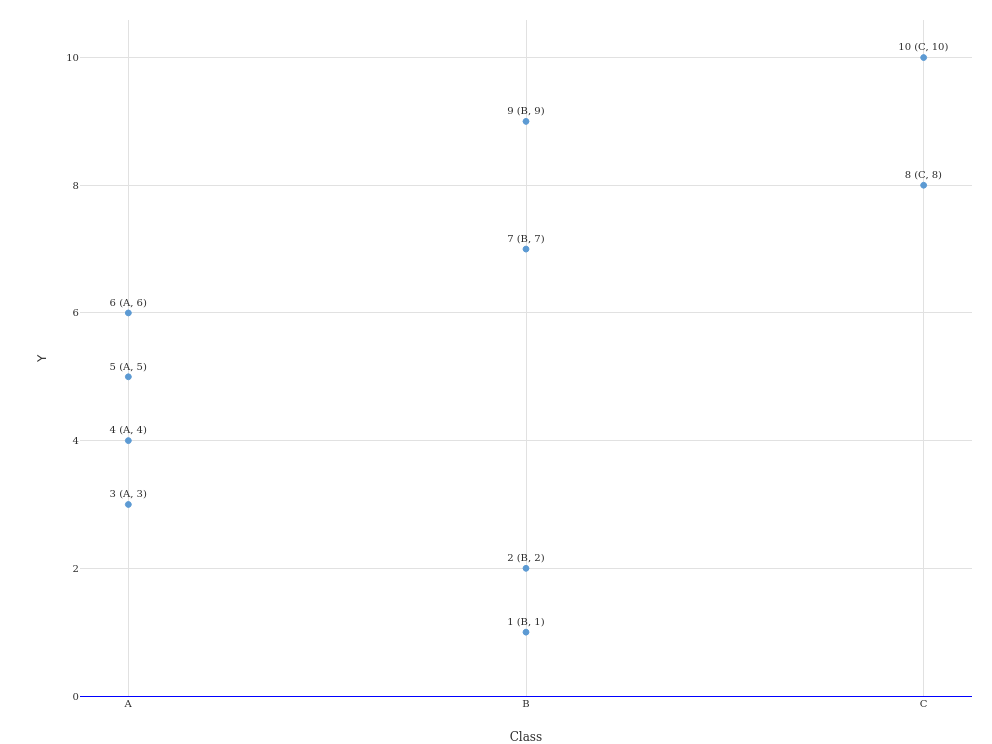 10 (C, 10)
10
9 (B, 9)
8 (C, 8)
8
7 (B, 7)
6 (A, 6)
6
Y
5 (A, 5)
4 (A, 4)
4
3 (A, 3)
2 (B, 2)
2
1 (B, 1)
0
A B C
Class